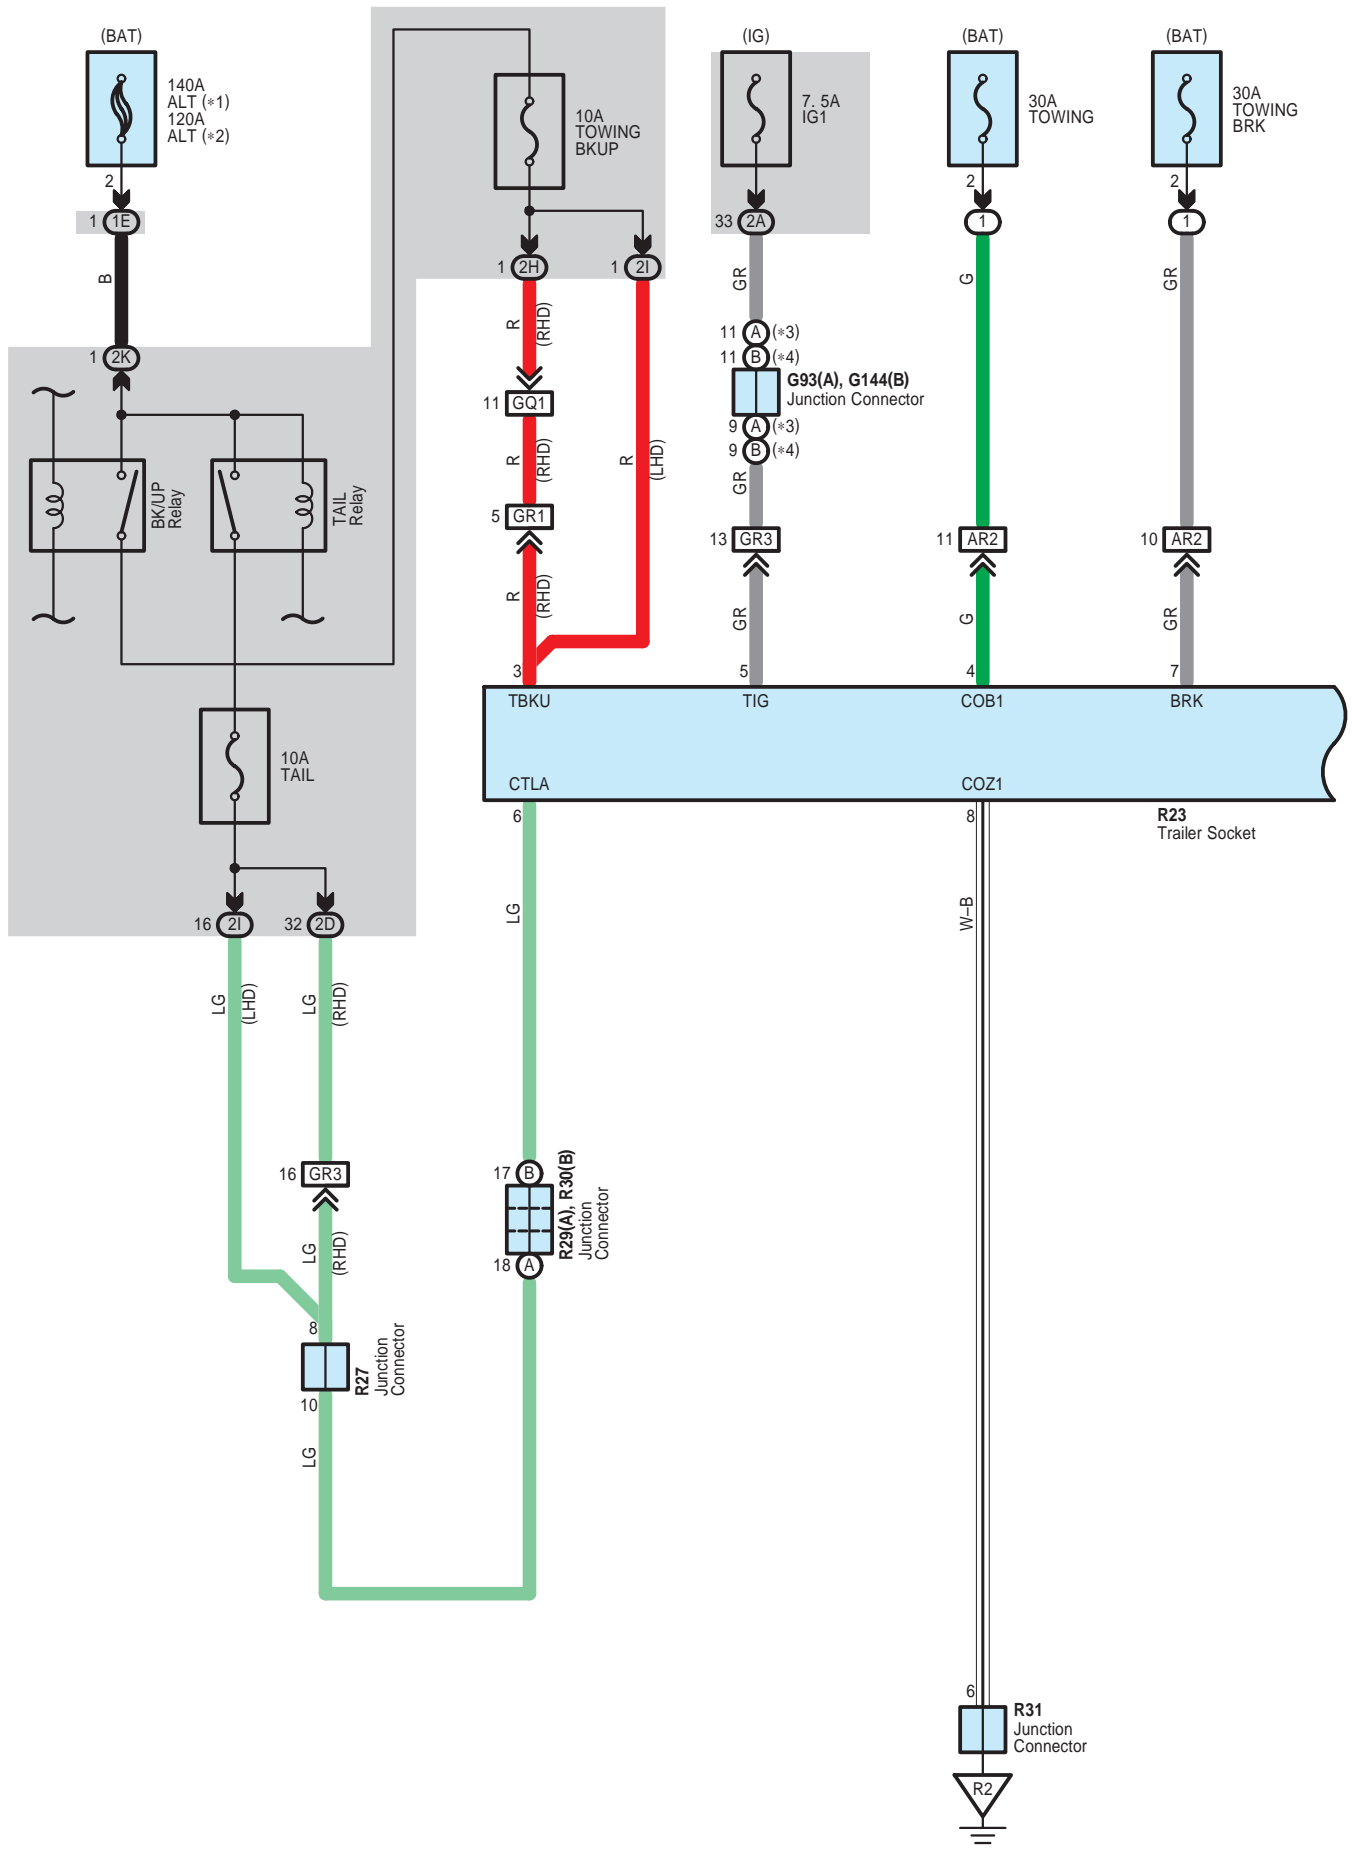 (BAT)
140A
ALT (∗1)
120A
ALT (∗2)
2
1 1E
B
1 2K
BK/UP
Relay
TAIL
Relay
10A
TOWING
BKUP
1 2H
1 2I
R
(RHD)
11 GQ1
R
(RHD)
5 GR1
R
(RHD)
R
(LHD)
3
(IG)
7. 5A
IG1
33 2A
GR
11 A (∗3)
11 B (∗4)
G93(A), G144(B)
Junction Connector
9 A (∗3)
9 B (∗4)
GR
13 GR3
GR
5
(BAT)
30A
TOWING
2
1
G
11 AR2
G
4
(BAT)
30A
TOWING
BRK
2
1
GR
10 AR2
GR
7
TBKU TIG COB1 BRK
CTLA COZ1
R23
Trailer Socket
10A
TAIL
16 2I
32 2D
LG
(LHD)
LG
(RHD)
16 GR3
LG
(RHD)
8
R27
Junction
Connector
10
LG
6
LG
17 B
R29(A), R30(B)
Junction
Connector
18 A
8
W–B
6
R31
Junction
Connector
R2